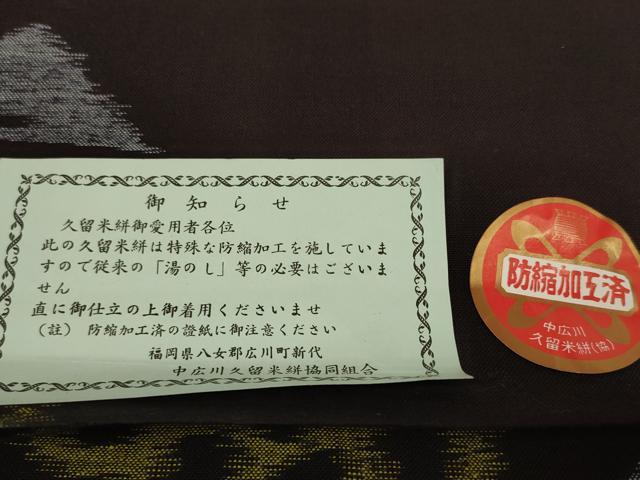 御知らせ
久留米絣御愛用者各位
此の久留米絣は特殊な防縮加工を施していま
すので従来の「湯のし」等の必要はございま
せん
直に御仕立の上御着用くださいませ
(註) 防縮加工済の證紙に御注意ください
福岡県八女郡広川町新代
中広川久留米絣協同組合
防縮加工済
中広川
久留米絣(協)